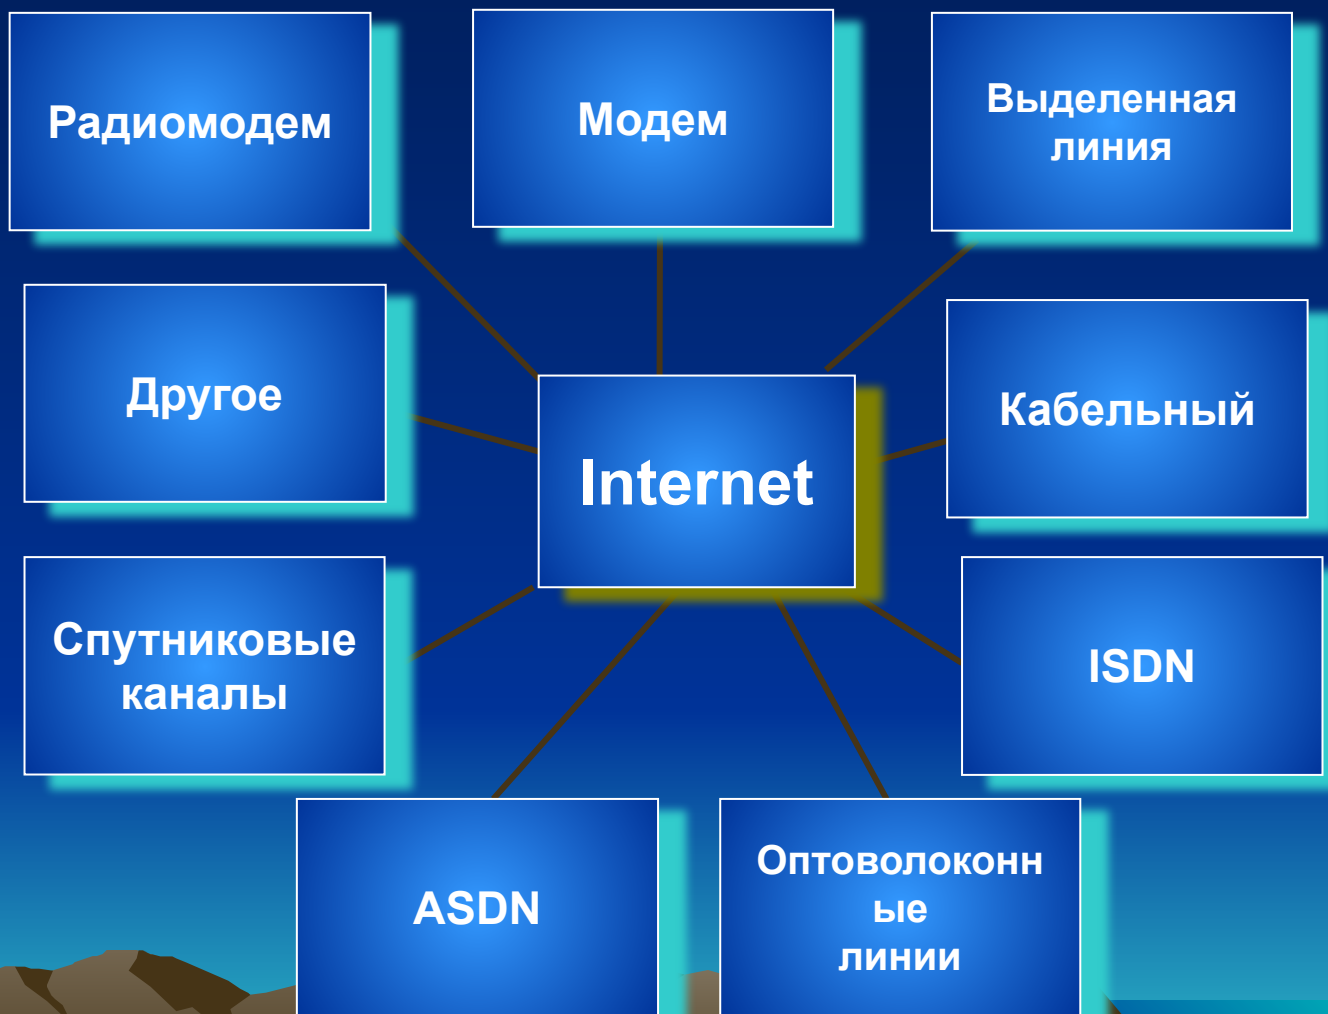 Радиомодем
Модем
Выделенная
линия
Другое
Internet
Кабельный
Спутниковые
каналы
ISDN
ASDN
Оптоволоконн
ые
линии